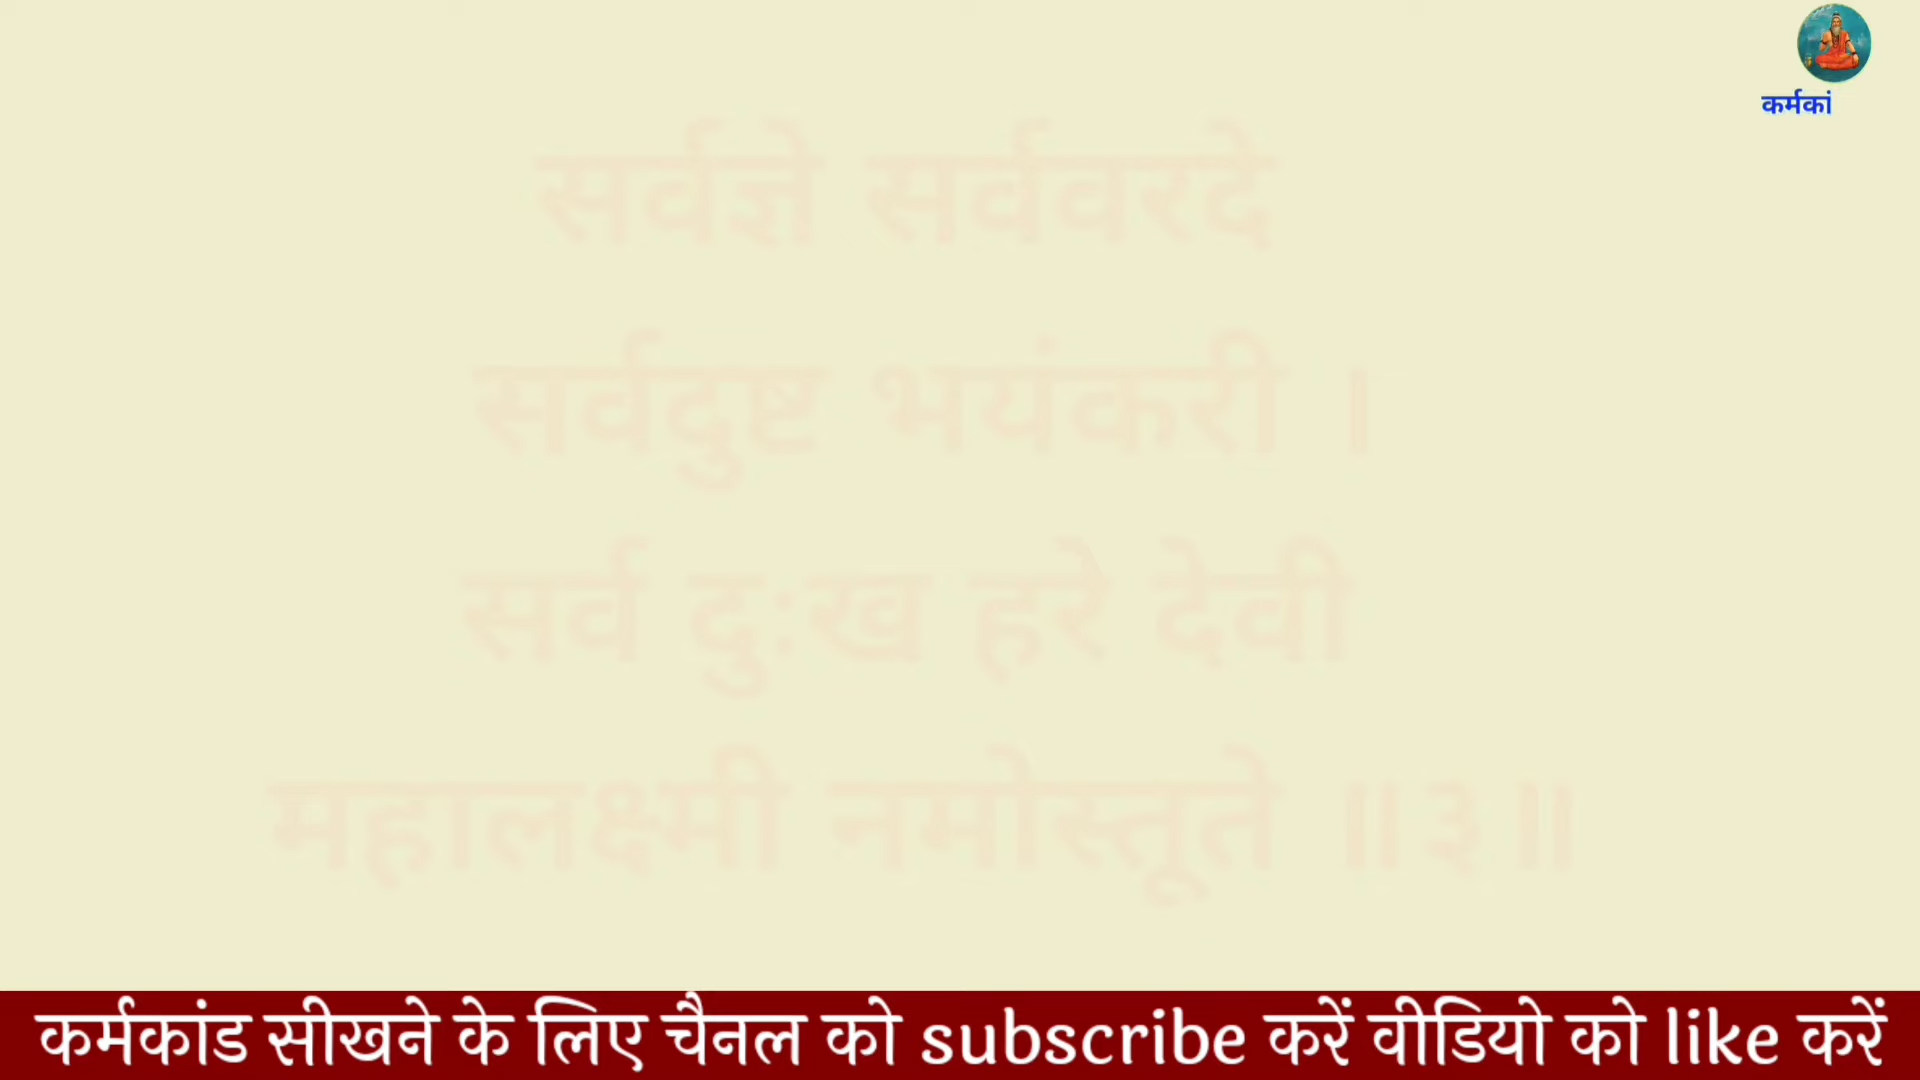 कर्मकां
सर्वज्ञे सर्ववरदे
सर्वदुष्ट भयंकरी ।
सर्व दुःख हरे देवी
महालक्ष्मी नमोस्तूते ॥३॥
कर्मकांड सीखने के लिए चैनल को subscribe करें वीडियो को like करें